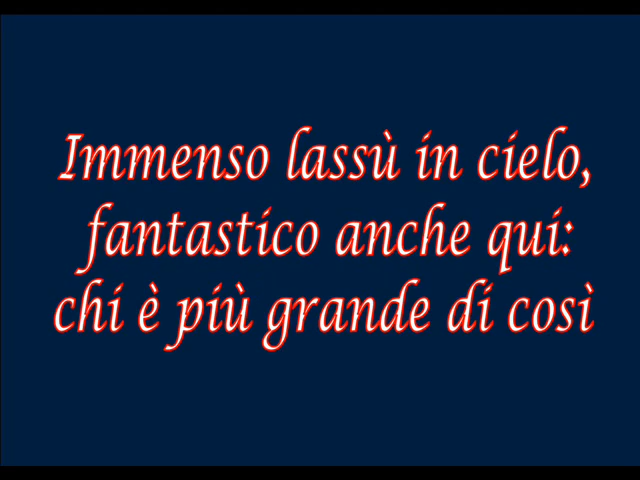 Immenso lassù in cielo,
fantastico anche qui:
chi è più grande di così